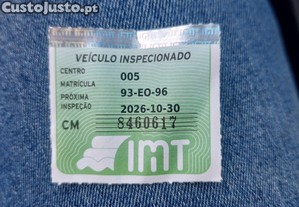 CustoJusto.pt
VEÍCULO INSPECIONADO
CENTRO 005
MATRÍCULA 93-EO-96
PRÓXIMA INSPEÇÃO 2026-10-30
CM 8460617
IMT